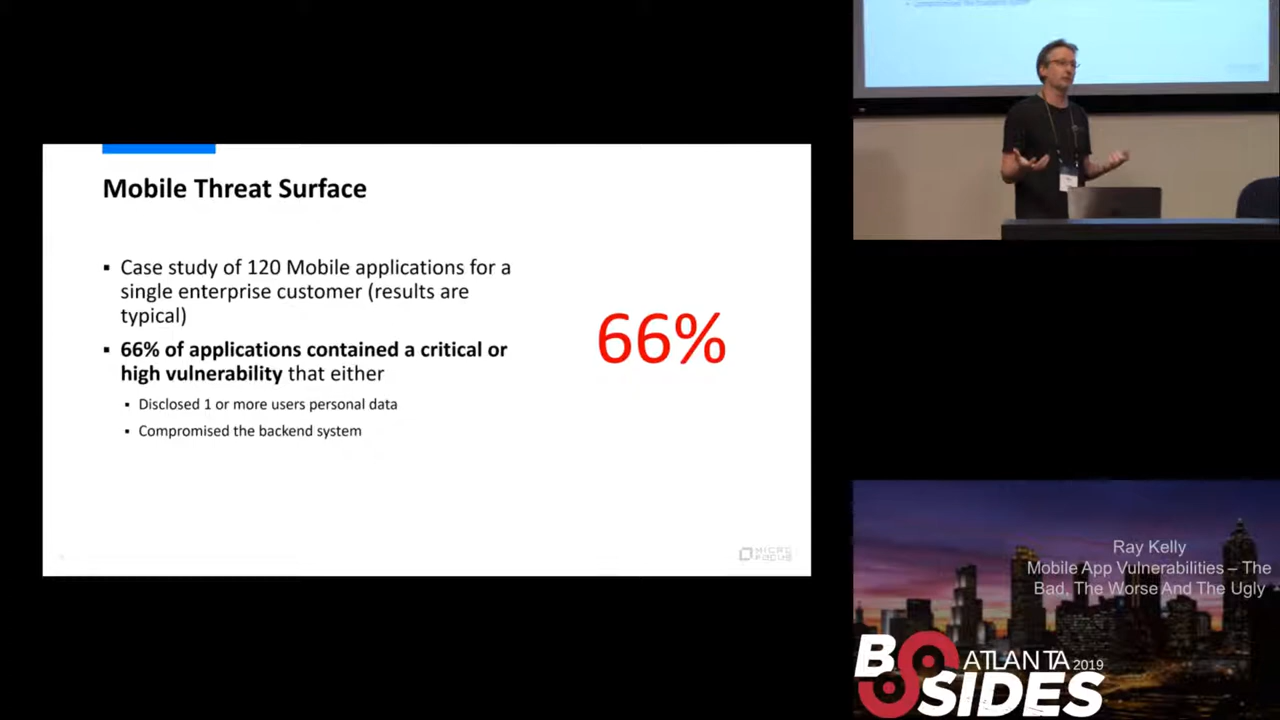 Mobile Threat Surface
▪ Case study of 120 Mobile applications for a
single enterprise customer (results are
typical)
▪ 66% of applications contained a critical or
high vulnerability that either
▪ Disclosed 1 or more users personal data
▪ Compromised the backend system
66%
MICRO
FOCUS
Ray Kelly
Mobile App Vulnerabilities – The
Bad, The Worse And The Ugly
BSIDES
ATLANTA 2019